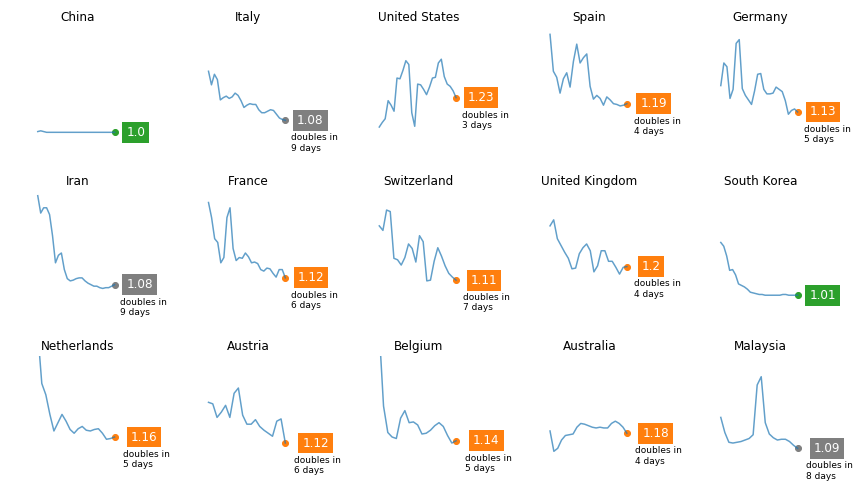 China
Italy
United States
Spain
Germany
1.0
1.08
doubles in
9 days
1.23
doubles in
3 days
1.19
doubles in
4 days
1.13
doubles in
5 days
Iran
France
Switzerland
United Kingdom
South Korea
1.08
doubles in
9 days
1.12
doubles in
6 days
1.11
doubles in
7 days
1.2
doubles in
4 days
1.01
Netherlands
Austria
Belgium
Australia
Malaysia
1.16
doubles in
5 days
1.12
doubles in
6 days
1.14
doubles in
5 days
1.18
doubles in
4 days
1.09
doubles in
8 days